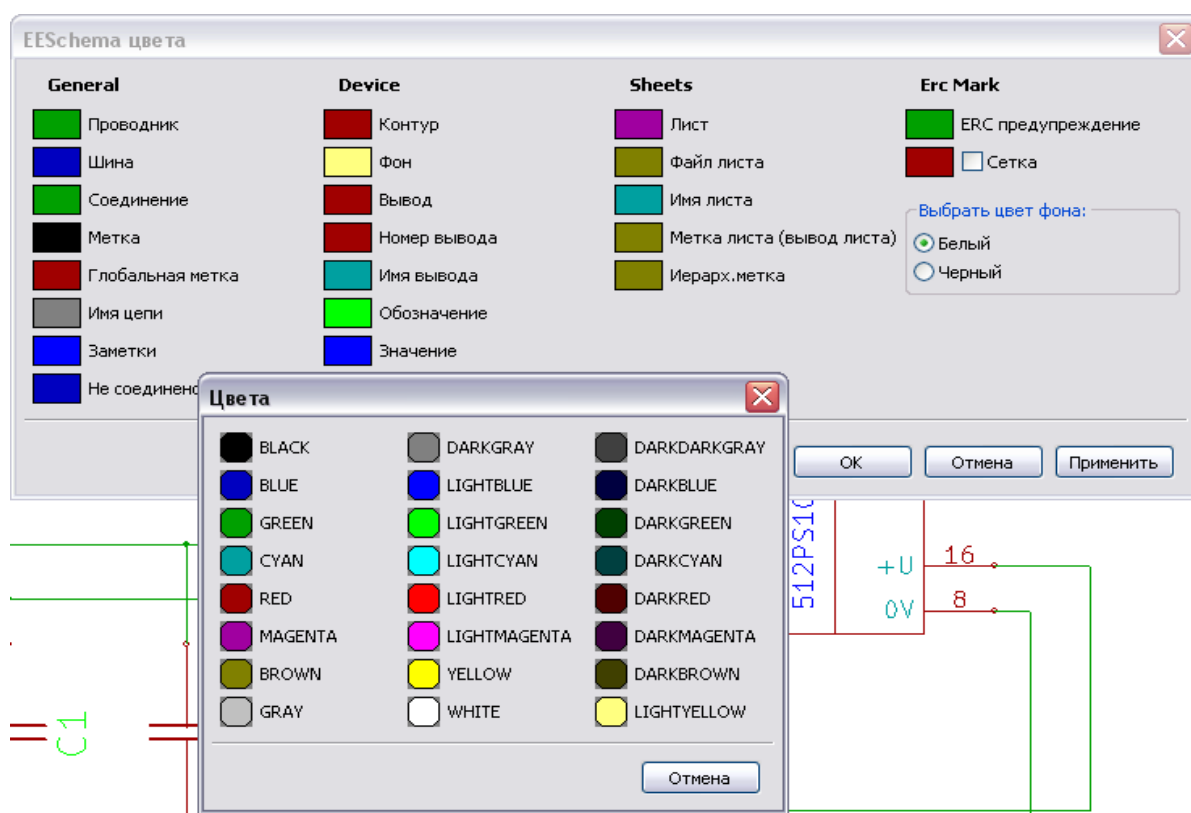 EESchema цвета
General
Проводник
Шина
Соединение
Метка
Глобальная метка
Имя цепи
Заметки
Не соединено
Device
Контур
Фон
Вывод
Номер вывода
Имя вывода
Обозначение
Значение
Sheets
Лист
Файл листа
Имя листа
Метка листа (вывод листа)
Иерарх.метка
Erc Mark
ERC предупреждение
Сетка
Выбрать цвет фона:
Белый
Черный
OK
Отмена
Применить
Цвета
BLACK
BLUE
GREEN
CYAN
RED
MAGENTA
BROWN
GRAY
DARKGRAY
LIGHTBLUE
LIGHTGREEN
LIGHTCYAN
LIGHTRED
LIGHTMAGENTA
YELLOW
WHITE
DARKDARKGRAY
DARKBLUE
DARKGREEN
DARKCYAN
DARKRED
DARKMAGENTA
DARKBROWN
LIGHTYELLOW
Отмена
C1
+U
16
0V
8